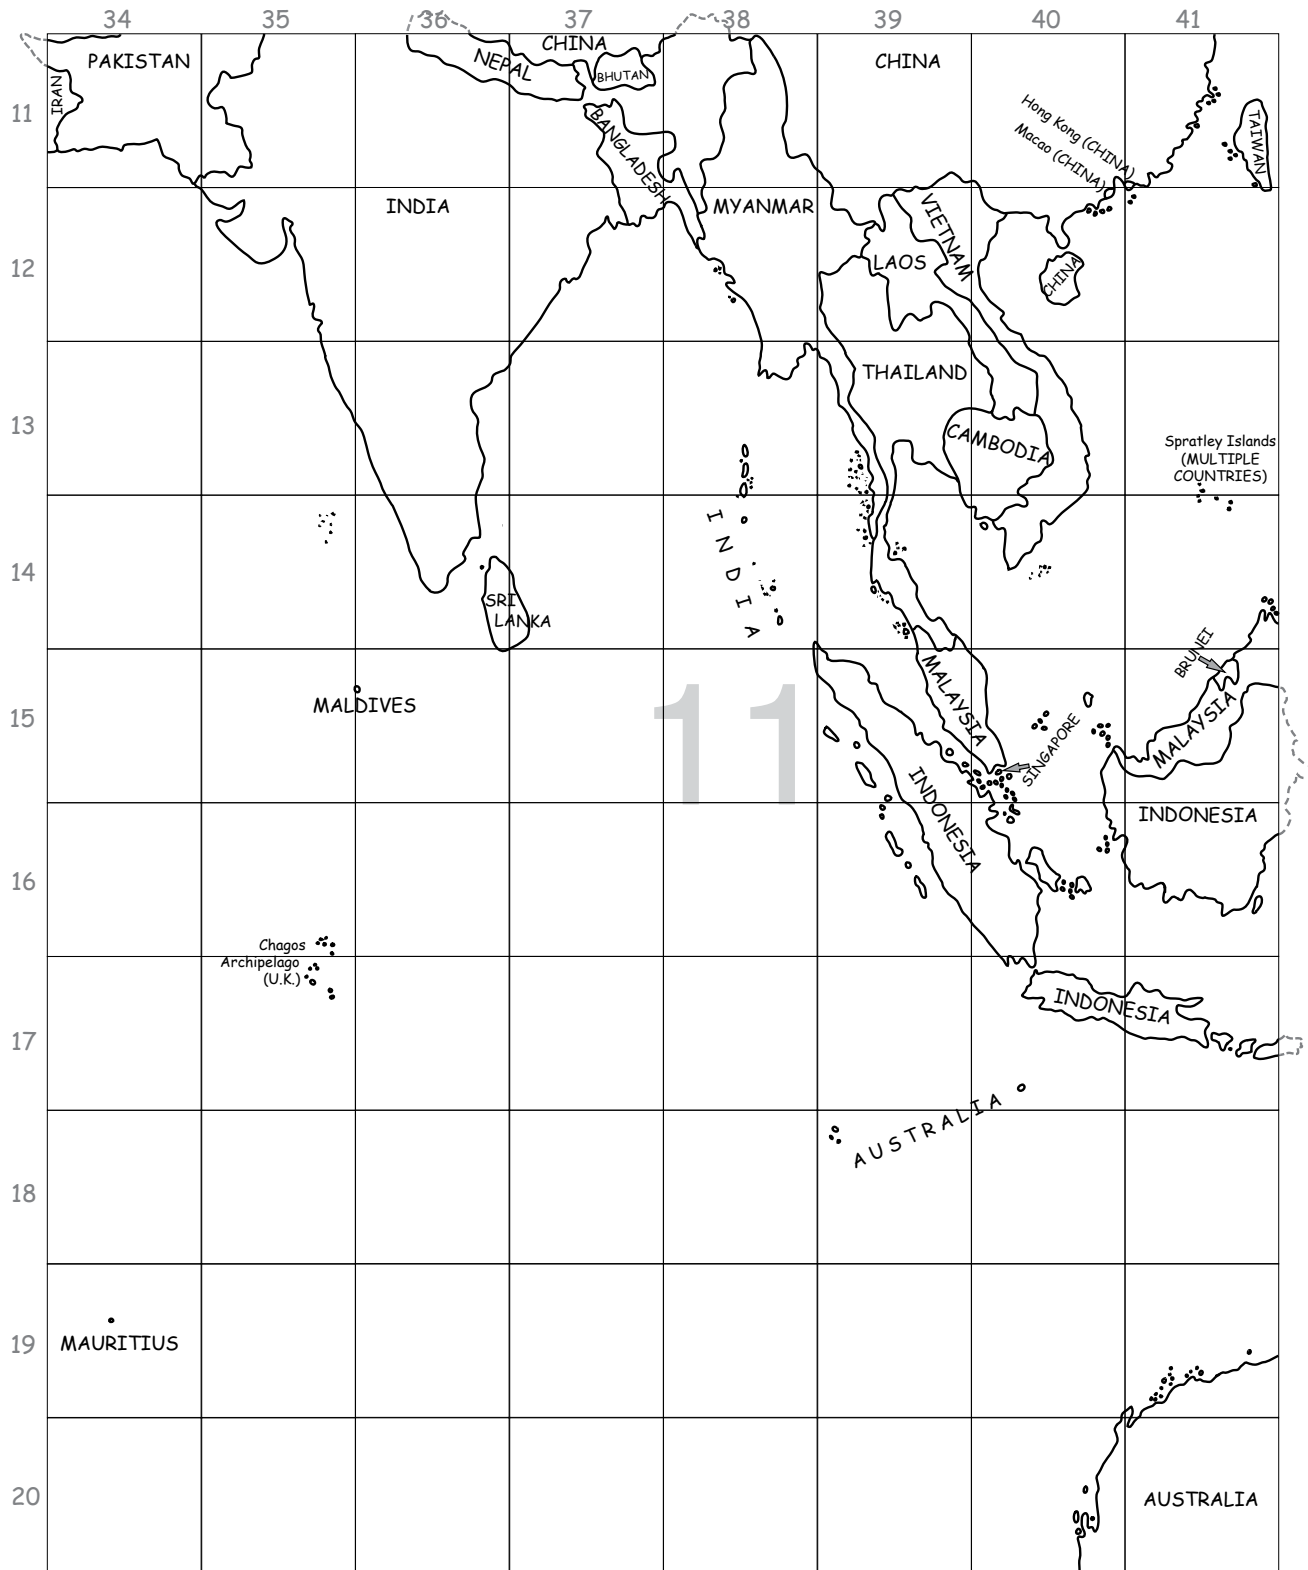 34 35 36 37 38 39 40 41
11
PAKISTAN
IRAN
NEPAL
CHINA
BHUTAN
CHINA
BANGLADESH
Hong Kong (CHINA)
Macao (CHINA)
TAIWAN
12
INDIA
MYANMAR
VIETNAM
LAOS
CHINA
13
THAILAND
CAMBODIA
Spratley Islands
(MULTIPLE
COUNTRIES)
14
INDIA
SRI
LANKA
15
MALDIVES
11
MALAYSIA
SINGAPORE
BRUNEI
MALAYSIA
INDONESIA
INDONESIA
16
Chagos
Archipelago
(U.K.)
17
INDONESIA
AUSTRALIA
18
19
MAURITIUS
20
AUSTRALIA